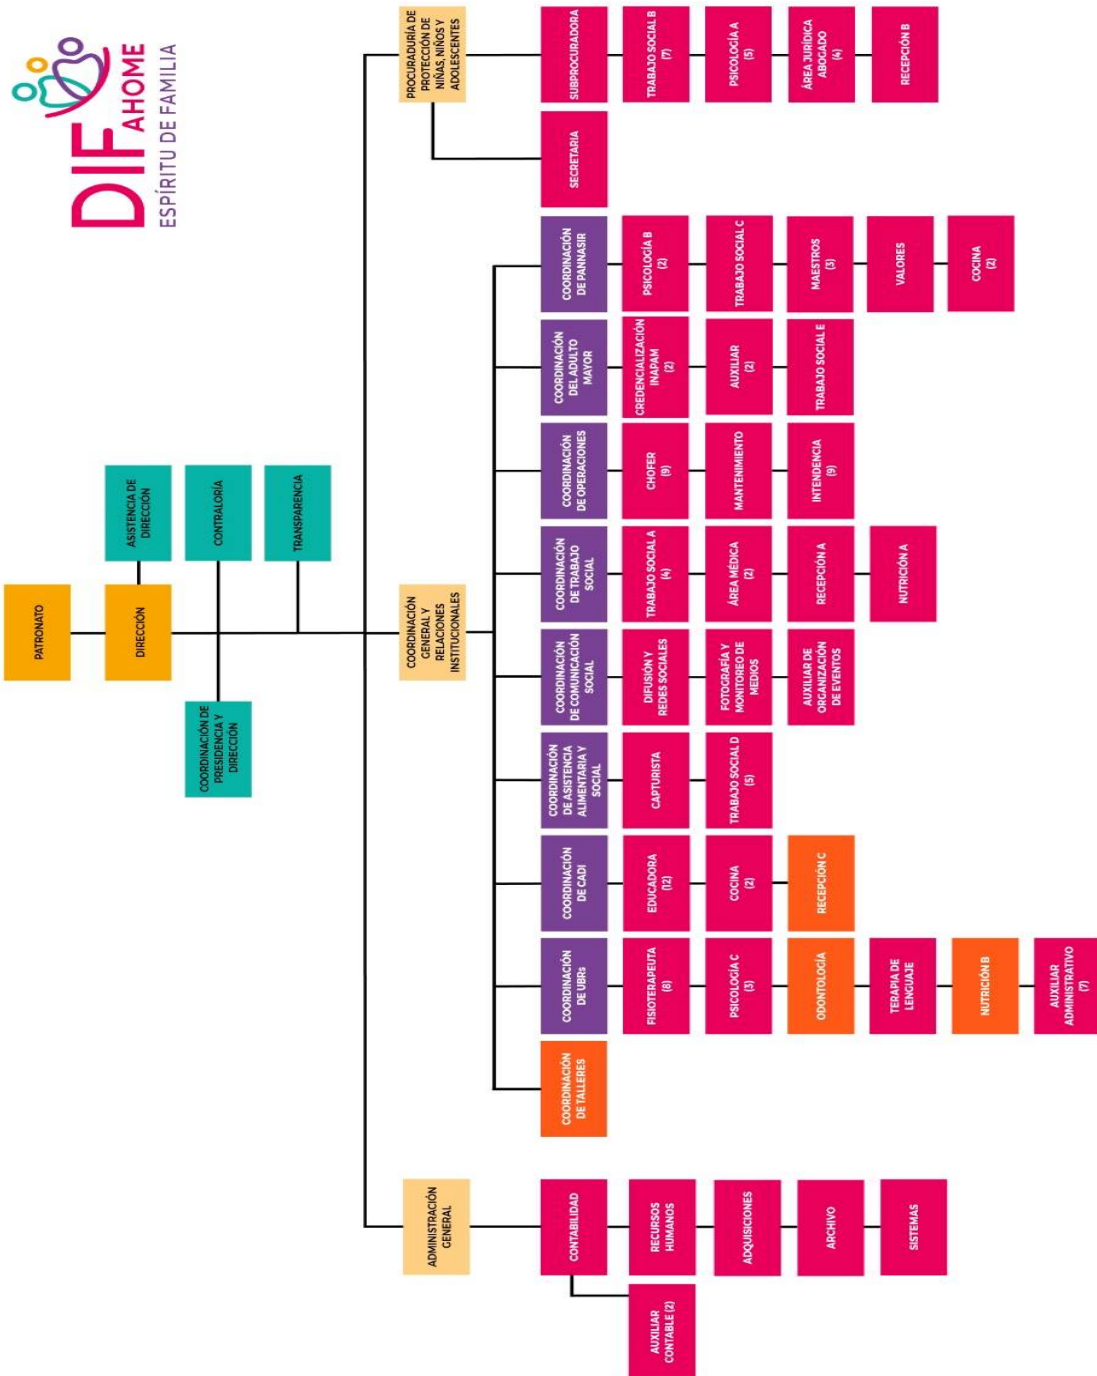 DIF
AHOME
ESPÍRITU DE FAMILIA
PATRONATO
DIRECCIÓN
ASISTENCIA DE
DIRECCIÓN
COORDINACIÓN DE
PRESIDENCIA Y
DIRECCIÓN
CONTRALORÍA
TRANSPARENCIA
ADMINISTRACIÓN
GENERAL
COORDINACIÓN
GENERAL Y
RELACIONES
INSTITUCIONALES
PROCURADURÍA DE
PROTECCIÓN DE
NIÑAS, NIÑOS Y
ADOLESCENTES
CONTABILIDAD
AUXILIAR
CONTABLE (2)
RECURSOS
HUMANOS
ADQUISICIONES
ARCHIVO
SISTEMAS
COORDINACIÓN
DE TALLERES
COORDINACIÓN
DE UBRs
FISIOTERAPEUTA
(8)
PSICOLOGÍA C
(3)
ODONTOLOGÍA
TERAPIA DE
LENGUAJE
NUTRICIÓN B
AUXILIAR
ADMINISTRATIVO
(7)
COORDINACIÓN
DE CADI
EDUCADORA
(12)
COCINA
(2)
RECEPCIÓN C
COORDINACIÓN
DE ASISTENCIA
ALIMENTARIA Y
SOCIAL
CAPTURISTA
TRABAJO SOCIAL D
(5)
COORDINACIÓN
DE COMUNICACIÓN
SOCIAL
DIFUSIÓN Y
REDES SOCIALES
FOTOGRAFÍA Y
MONITOREO DE
MEDIOS
AUXILIAR DE
ORGANIZACIÓN
DE EVENTOS
COORDINACIÓN
DE TRABAJO
SOCIAL
TRABAJO SOCIAL A
(4)
ÁREA MÉDICA
(2)
RECEPCIÓN A
NUTRICIÓN A
COORDINACIÓN
DE OPERACIONES
CHOFER
(9)
MANTENIMIENTO
INTENDENCIA
(9)
COORDINACIÓN
DEL ADULTO
MAYOR
CREDENCIALIZACIÓN
INAPAM
(2)
AUXILIAR
(2)
TRABAJO SOCIAL E
COORDINACIÓN
DE PANNASIR
PSICOLOGÍA B
(2)
TRABAJO SOCIAL C
MAESTROS
(3)
VALORES
COCINA
(2)
SECRETARIA
SUBPROCURADORA
TRABAJO SOCIAL B
(7)
PSICOLOGÍA A
(5)
ÁREA JURÍDICA
ABOGADO
(4)
RECEPCIÓN B